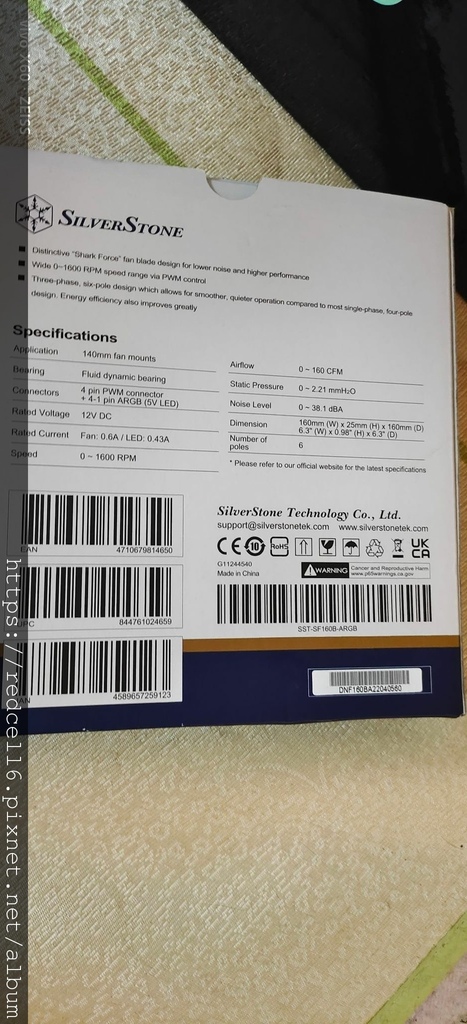 SILVERSTONE
Distinctive "Shark Force" fan blade design for lower noise and higher performance
Wide 0~1600 RPM speed range via PWM control
Three-phase, six-pole design which allows for smoother, quieter operation compared to most single-phase, four-pole
design. Energy efficiency also improves greatly
Specifications
Application 140mm fan mounts
Bearing Fluid dynamic bearing
Connectors 4 pin PWM connector
+ 4-1 pin ARGB (5V LED)
Rated Voltage 12V DC
Rated Current Fan: 0.6A / LED: 0.43A
Speed 0 ~ 1600 RPM
Airflow 0 ~ 160 CFM
Static Pressure 0 ~ 2.21 mmH₂O
Noise Level 0 ~ 38.1 dBA
Dimension 160mm (W) x 25mm (H) x 160mm (D)
6.3" (W) x 0.98" (H) x 6.3" (D)
Number of
poles 6
* Please refer to our official website for the latest specifications
EAN 4710679814650
UPC 844761024659
JAN 4589657259123
SilverStone Technology Co., Ltd.
support@silverstonetek.com www.silverstonetek.com
CE 10 RoHS UK
CA
G11244540
Made in China
WARNING Cancer and Reproductive Harm
www.p65warnings.ca.gov
SST-SF160B-ARGB
DNF160BA22040560
https://redcell6.pixnet.net/album
X60 ZEISS